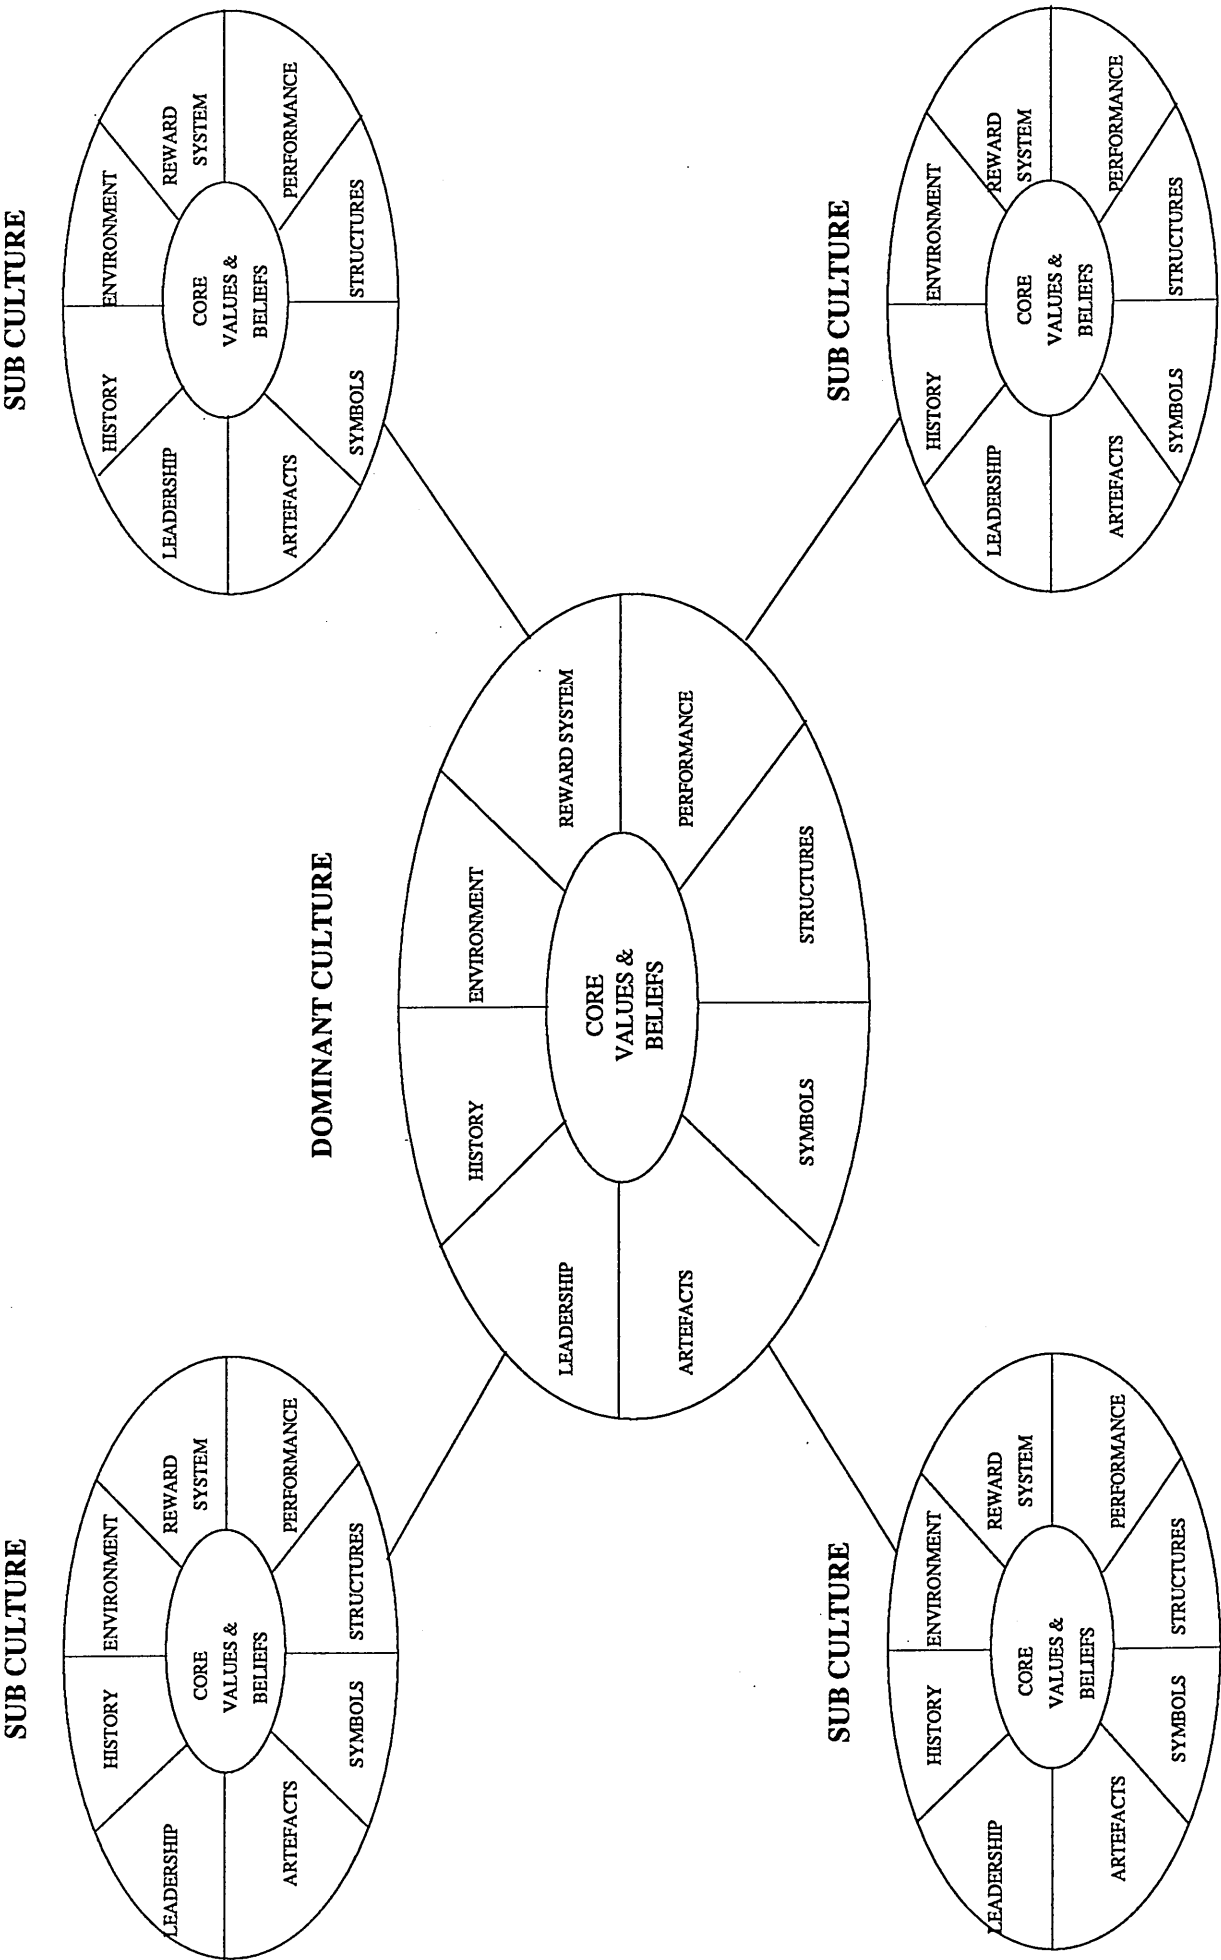 SUB CULTURE
HISTORY
ENVIRONMENT
LEADERSHIP
REWARD
SYSTEM
CORE
VALUES &
BELIEFS
ARTEFACTS
PERFORMANCE
SYMBOLS
STRUCTURES
SUB CULTURE
HISTORY
ENVIRONMENT
LEADERSHIP
REWARD
SYSTEM
CORE
VALUES &
BELIEFS
ARTEFACTS
PERFORMANCE
SYMBOLS
STRUCTURES
DOMINANT CULTURE
HISTORY
ENVIRONMENT
LEADERSHIP
REWARD SYSTEM
CORE
VALUES &
BELIEFS
ARTEFACTS
PERFORMANCE
SYMBOLS
STRUCTURES
SUB CULTURE
HISTORY
ENVIRONMENT
LEADERSHIP
REWARD
SYSTEM
CORE
VALUES &
BELIEFS
ARTEFACTS
PERFORMANCE
SYMBOLS
STRUCTURES
SUB CULTURE
HISTORY
ENVIRONMENT
LEADERSHIP
REWARD
SYSTEM
CORE
VALUES &
BELIEFS
ARTEFACTS
PERFORMANCE
SYMBOLS
STRUCTURES